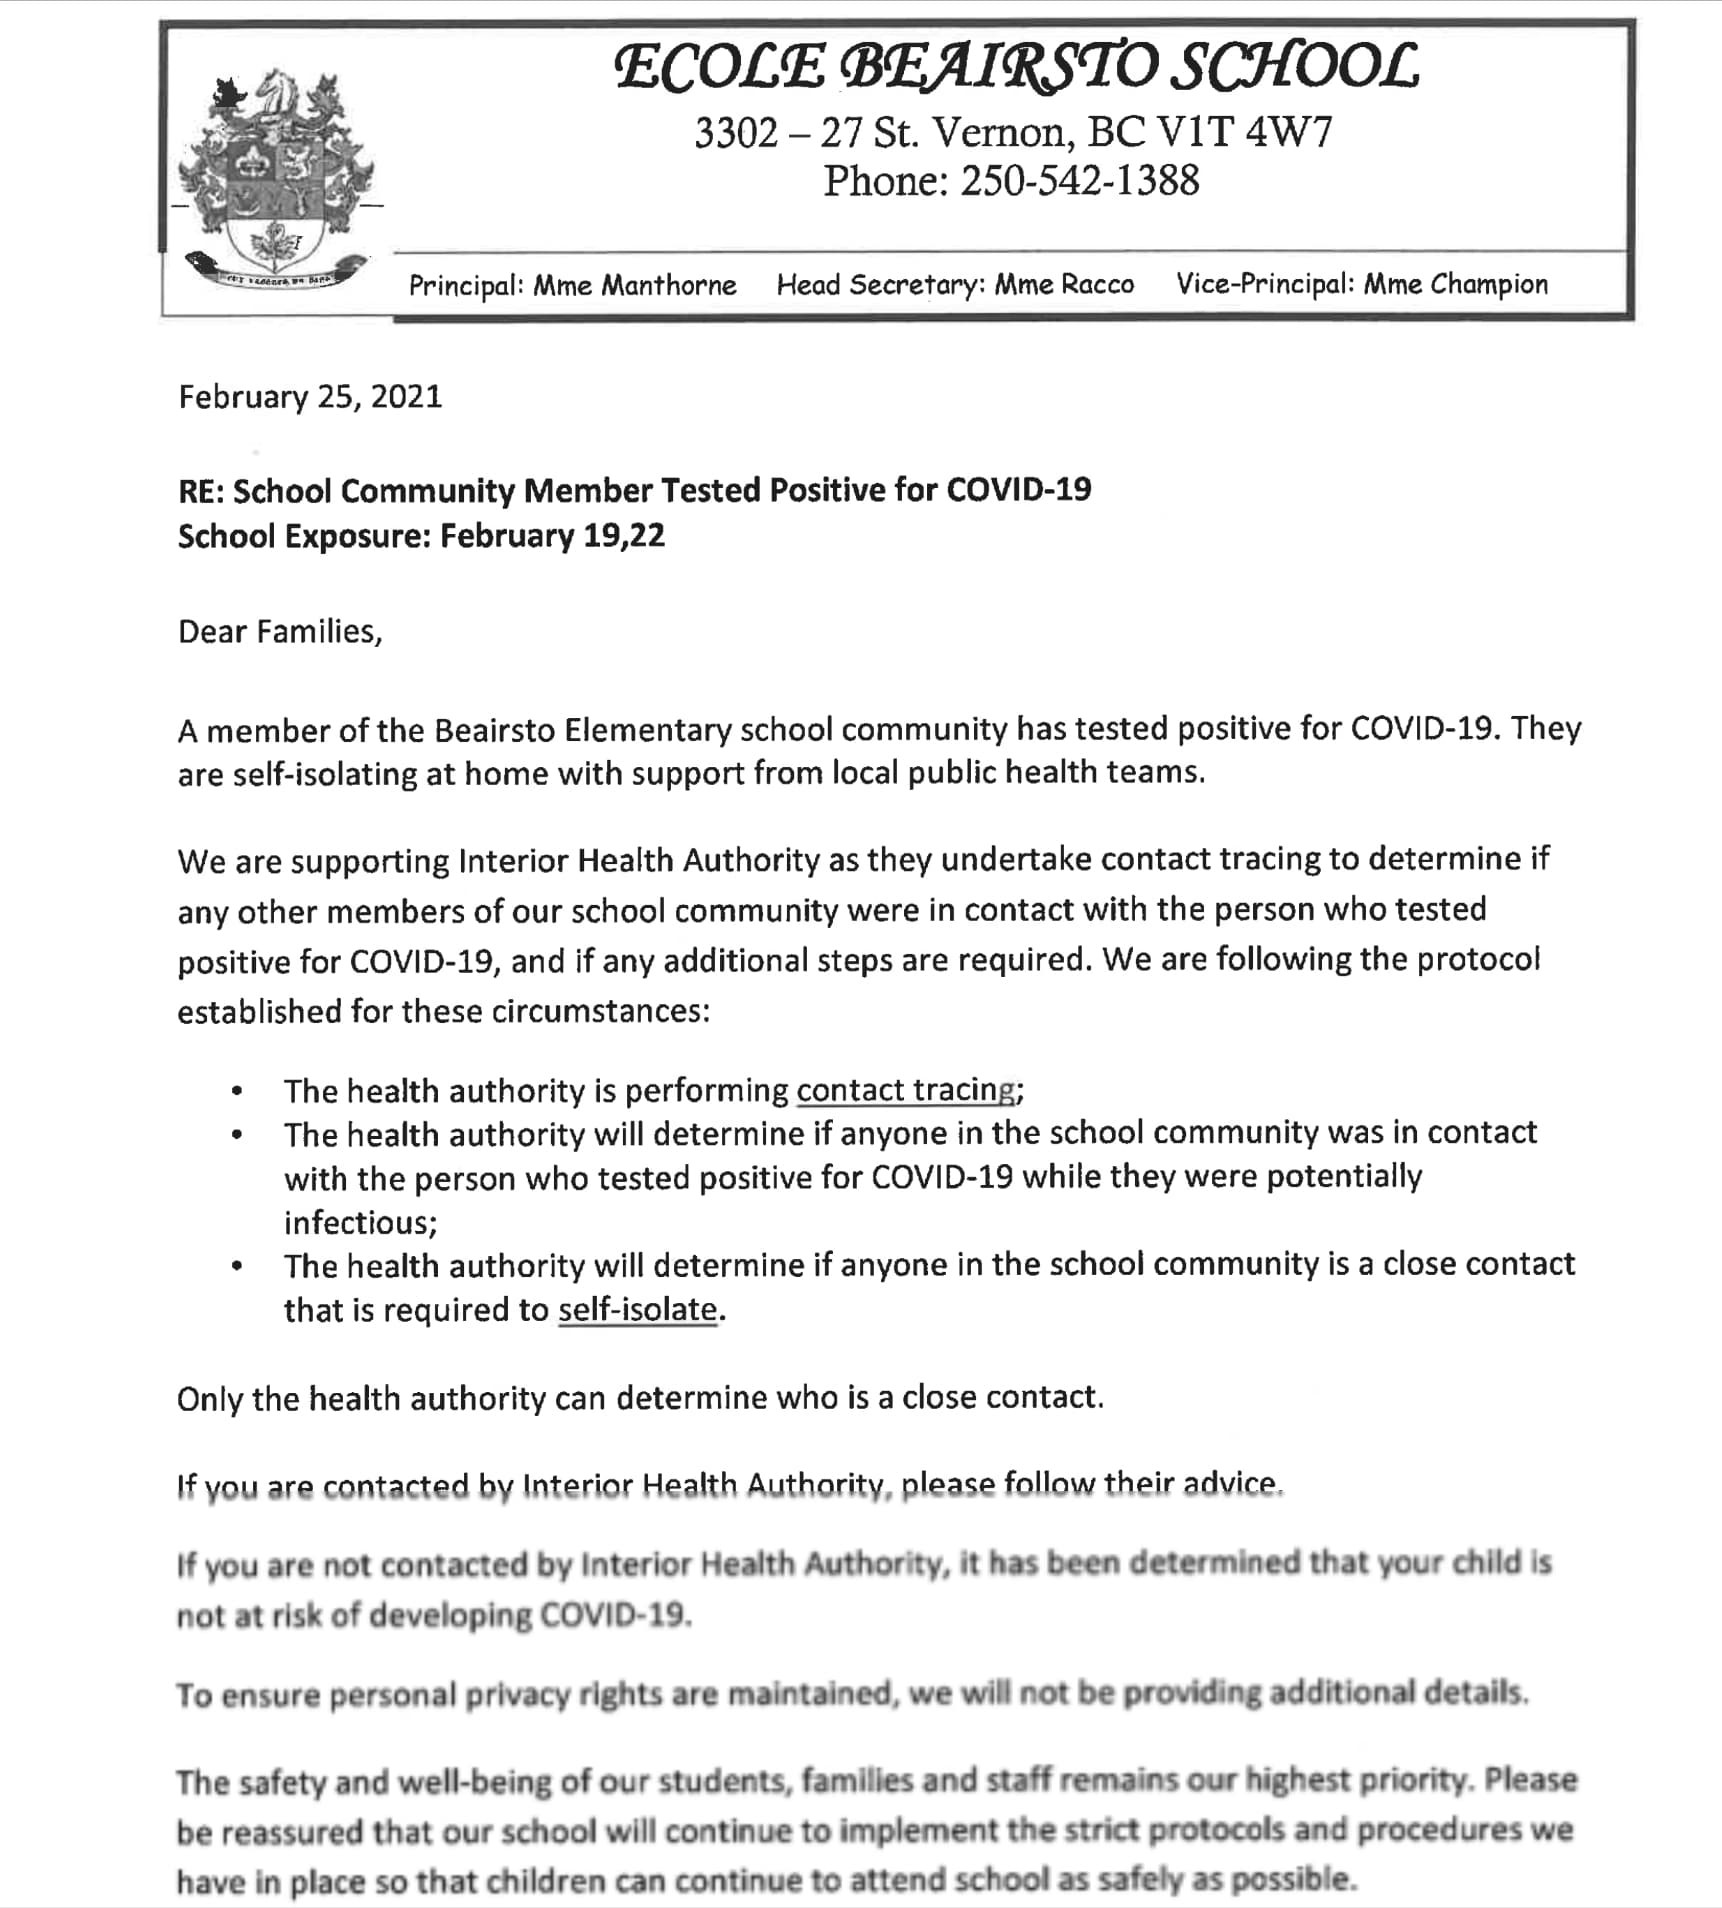 ECOLE BEAIRSTO SCHOOL
3302 – 27 St. Vernon, BC V1T 4W7
Phone: 250-542-1388
Principal: Mme Manthorne Head Secretary: Mme Racco Vice-Principal: Mme Champion
February 25, 2021
RE: School Community Member Tested Positive for COVID-19
School Exposure: February 19,22
Dear Families,
A member of the Beairsto Elementary school community has tested positive for COVID-19. They
are self-isolating at home with support from local public health teams.
We are supporting Interior Health Authority as they undertake contact tracing to determine if
any other members of our school community were in contact with the person who tested
positive for COVID-19, and if any additional steps are required. We are following the protocol
established for these circumstances:
• The health authority is performing contact tracing;
• The health authority will determine if anyone in the school community was in contact
with the person who tested positive for COVID-19 while they were potentially
infectious;
• The health authority will determine if anyone in the school community is a close contact
that is required to self-isolate.
Only the health authority can determine who is a close contact.
If you are contacted by Interior Health Authority, please follow their advice.
If you are not contacted by Interior Health Authority, it has been determined that your child is
not at risk of developing COVID-19.
To ensure personal privacy rights are maintained, we will not be providing additional details.
The safety and well-being of our students, families and staff remains our highest priority. Please
be reassured that our school will continue to implement the strict protocols and procedures we
have in place so that children can continue to attend school as safely as possible.